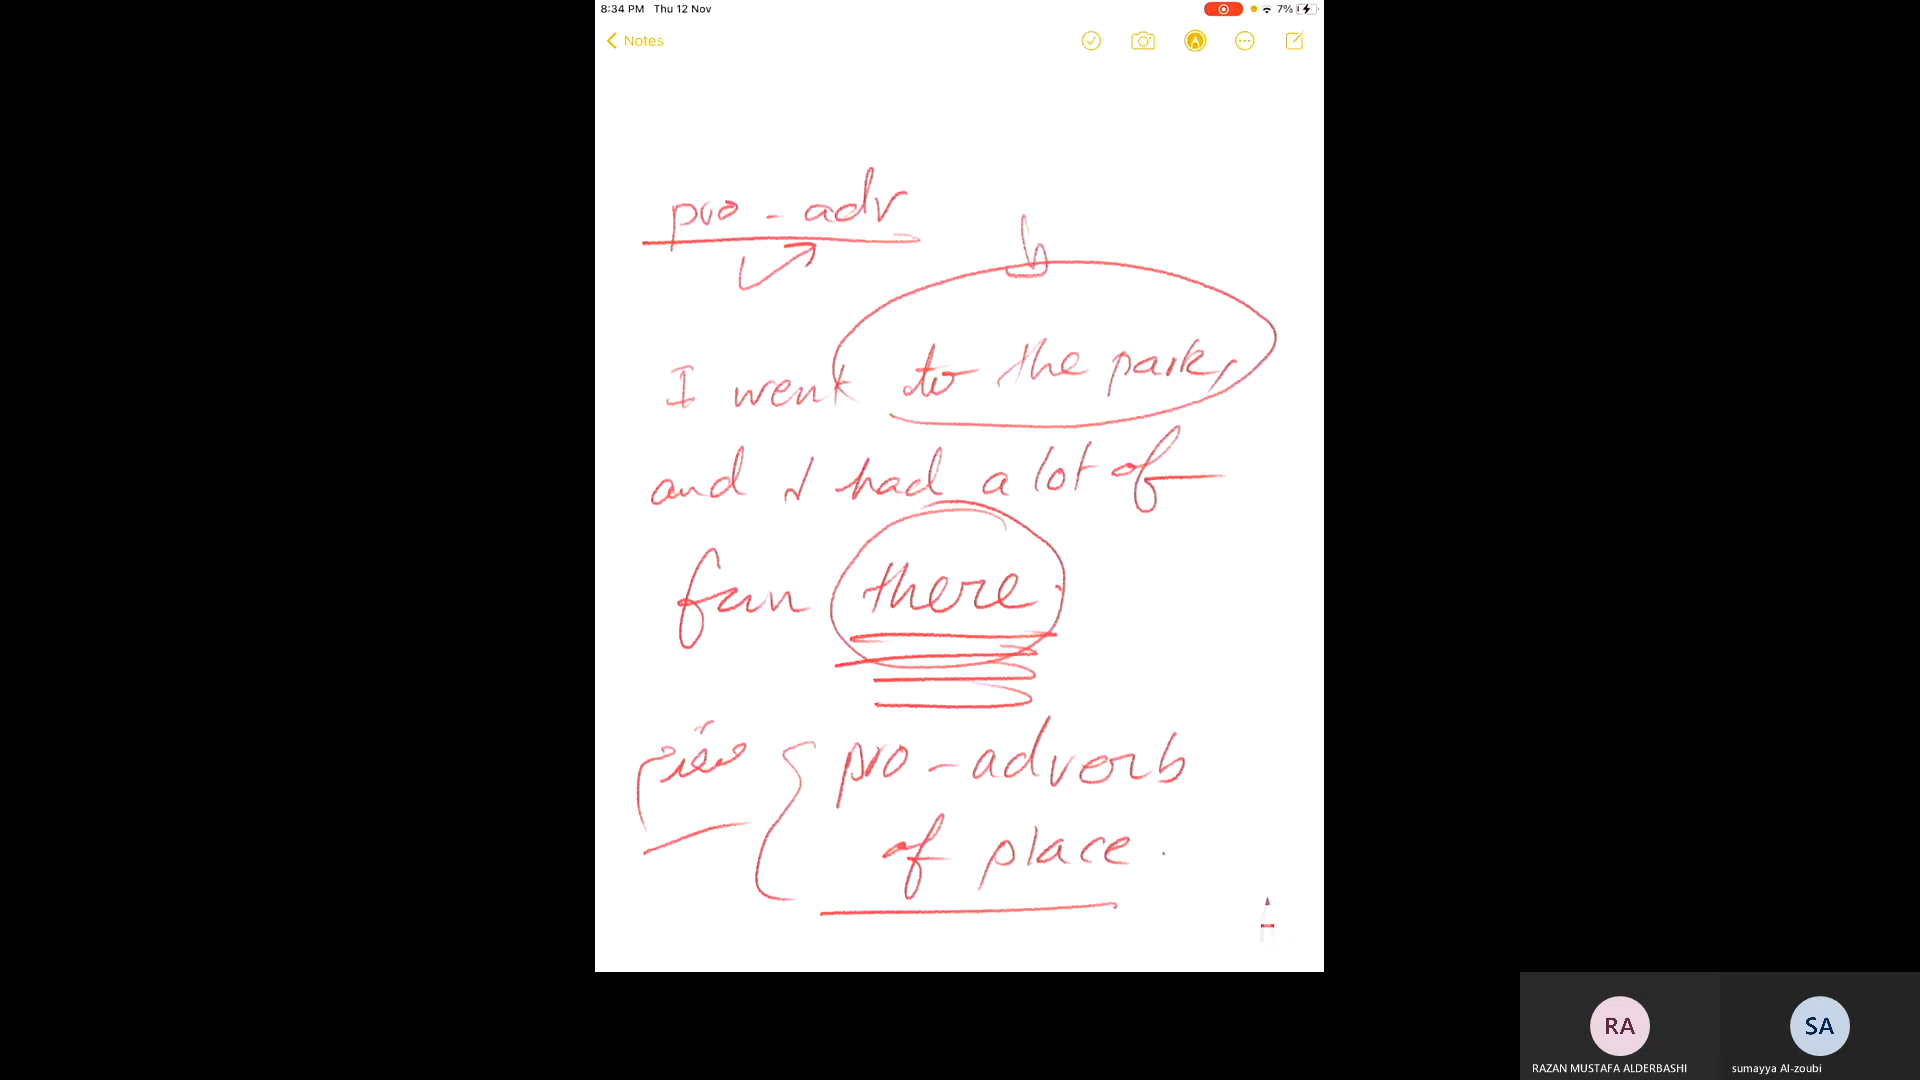 8:34 PM Thu 12 Nov
7%
Notes
pro - adv
I went to the park,
and I had a lot of
fun there.
pro - adverb
of place.
RA
SA
RAZAN MUSTAFA ALDERBASHI
sumayya Al-zoubi